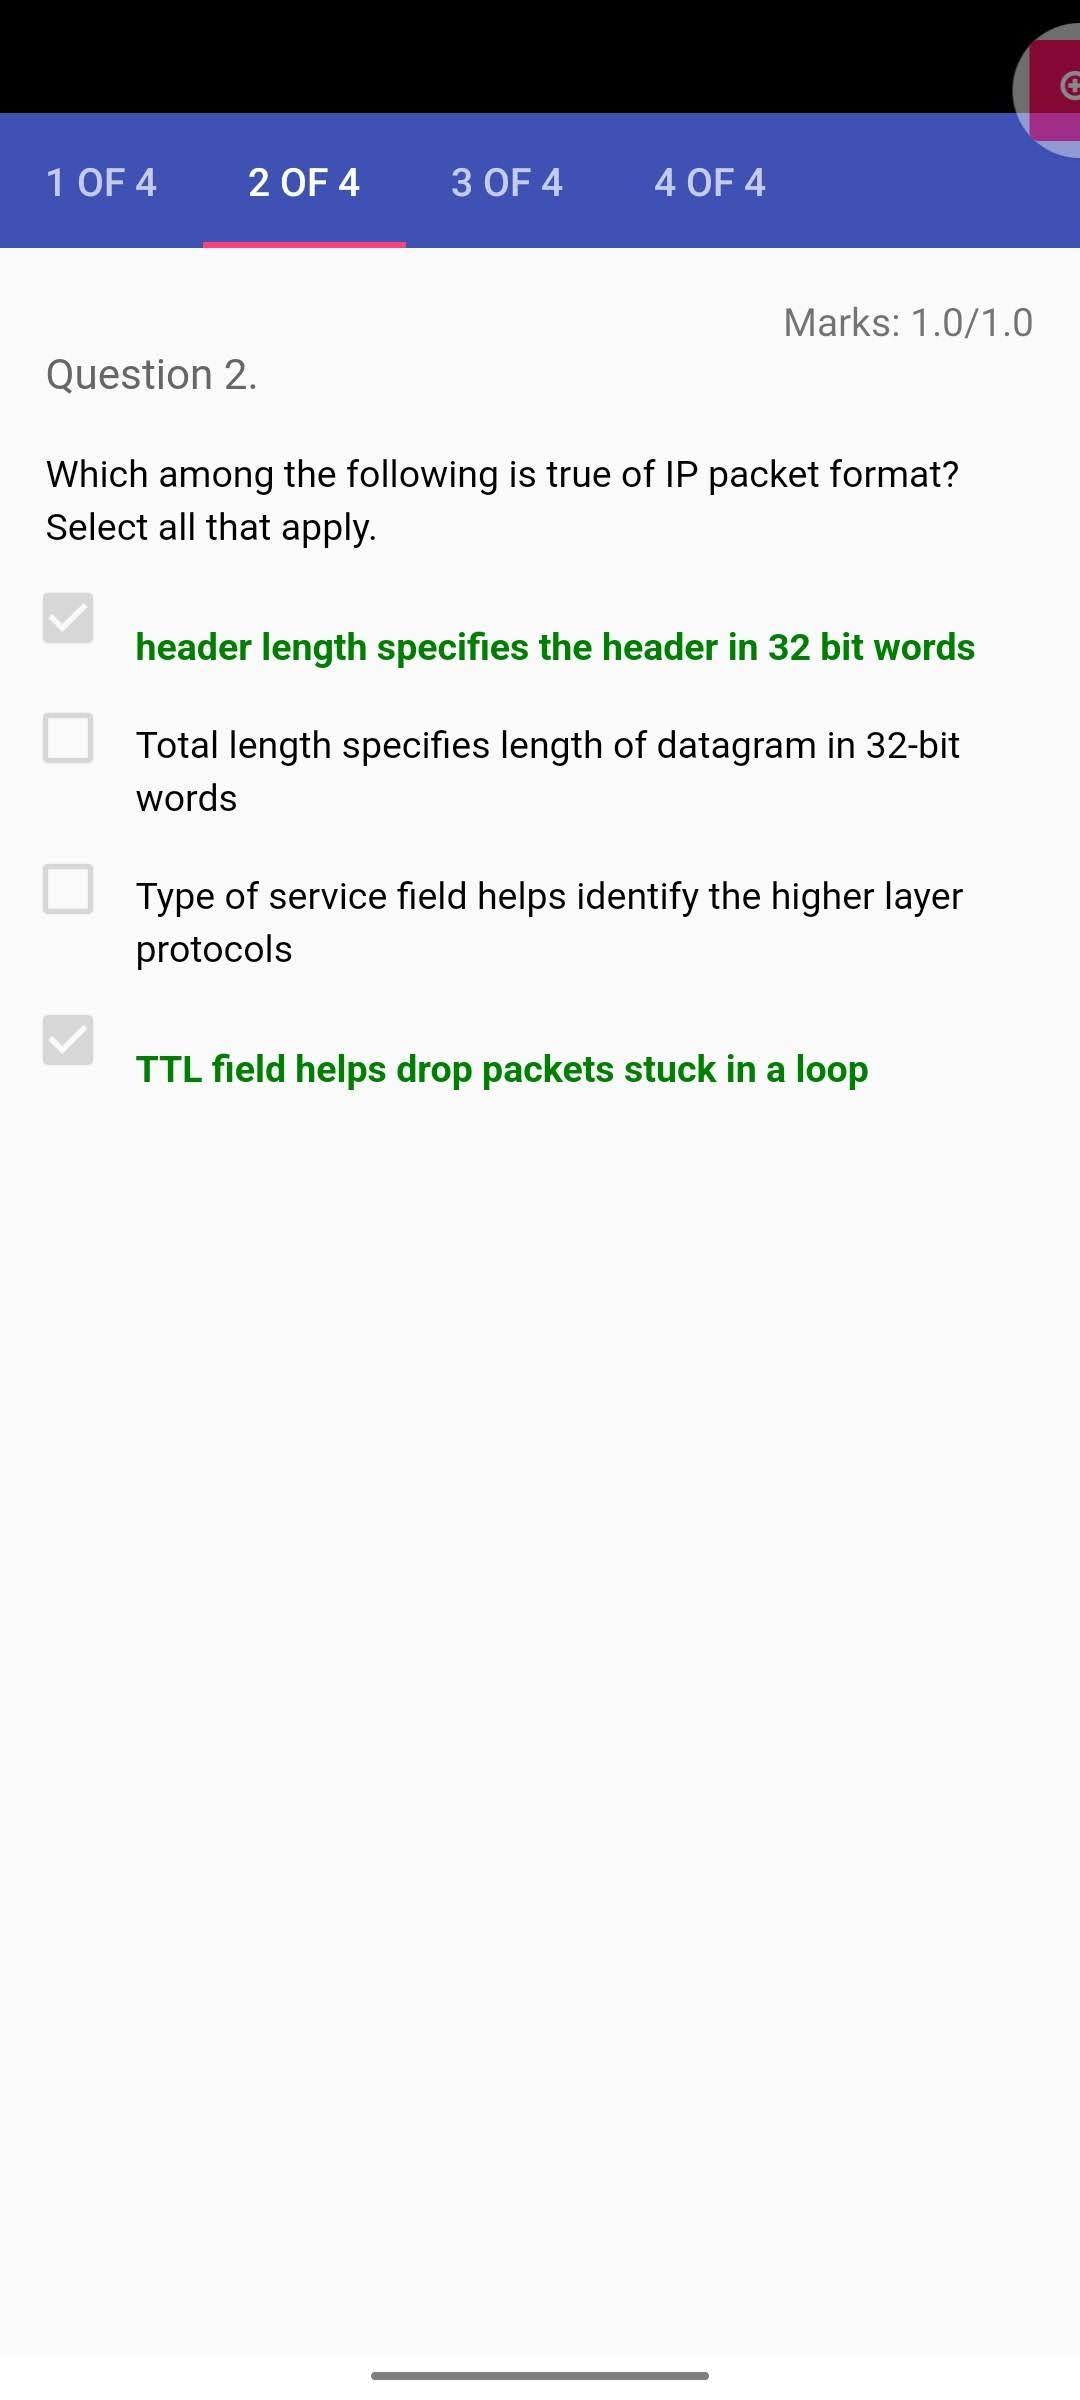 1 OF 4 2 OF 4 3 OF 4 4 OF 4
Marks: 1.0/1.0
Question 2.
Which among the following is true of IP packet format?
Select all that apply.
header length specifies the header in 32 bit words
Total length specifies length of datagram in 32-bit
words
Type of service field helps identify the higher layer
protocols
TTL field helps drop packets stuck in a loop